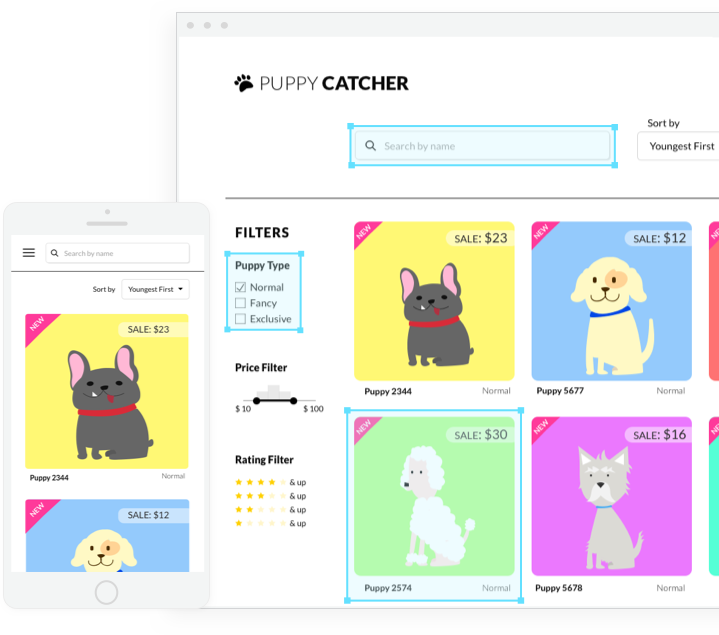 PUPPY CATCHER
Search by name
Sort by
Youngest First
FILTERS
Puppy Type
Normal
Fancy
Exclusive
Price Filter
$ 10 $ 100
Rating Filter
& up
& up
& up
& up
NEW
SALE: $23
Puppy 2344 Normal
NEW
SALE: $12
Puppy 5677 Normal
NEW
NEW
SALE: $30
Puppy 2574 Normal
NEW
SALE: $16
Puppy 5678 Normal
Search by name
Sort by Youngest First
NEW
SALE: $23
Puppy 2344 Normal
NEW
SALE: $12